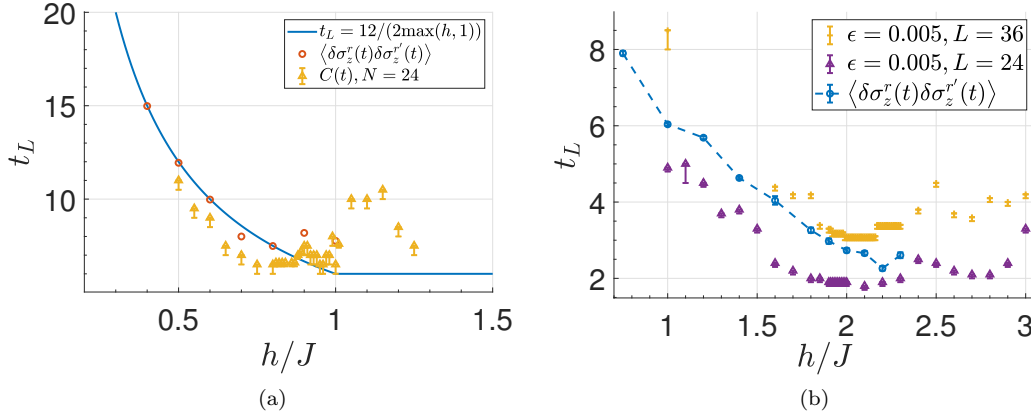 20
15
10
t_L
0.5
1
1.5
h/J
t_L = 12/(2max(h, 1))
⟨δσ_z^r(t)δσ_z^{r'}(t)⟩
C(t), N = 24
(a)
8
6
4
2
t_L
1
1.5
2
2.5
3
h/J
ϵ = 0.005, L = 36
ϵ = 0.005, L = 24
⟨δσ_z^r(t)δσ_z^{r'}(t)⟩
(b)